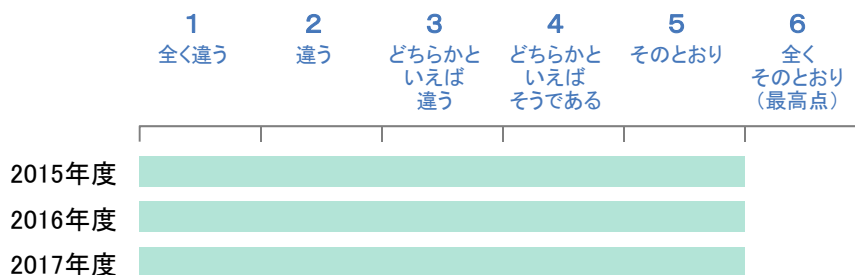 1 2 3 4 5 6
全く違う 違う どちらかと どちらかと そのとおり 全く
いえば いえば そのとおり
違う そうである （最高点）
2015年度
2016年度
2017年度